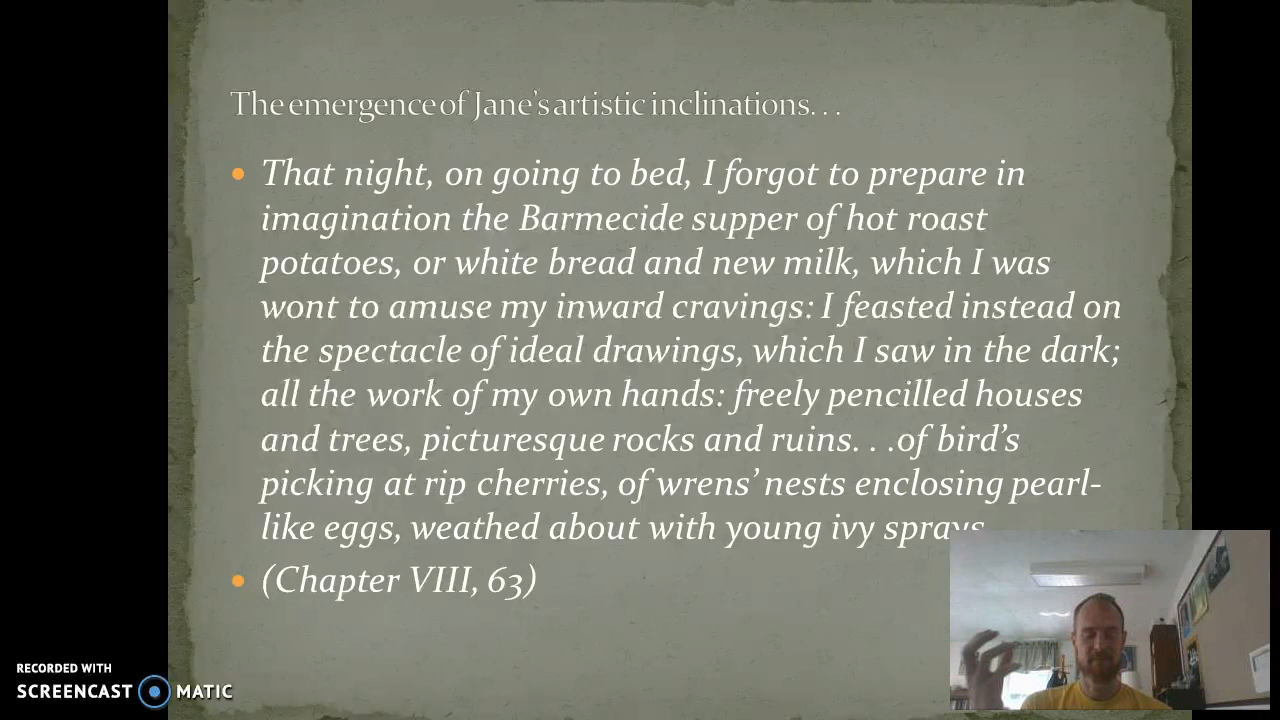 The emergence of Jane's artistic inclinations. . .
• That night, on going to bed, I forgot to prepare in
imagination the Barmecide supper of hot roast
potatoes, or white bread and new milk, which I was
wont to amuse my inward cravings: I feasted instead on
the spectacle of ideal drawings, which I saw in the dark;
all the work of my own hands: freely pencilled houses
and trees, picturesque rocks and ruins. . .of bird's
picking at rip cherries, of wrens' nests enclosing pearl-
like eggs, weathed about with young ivy sprays
• (Chapter VIII, 63)
RECORDED WITH
SCREENCAST MATIC